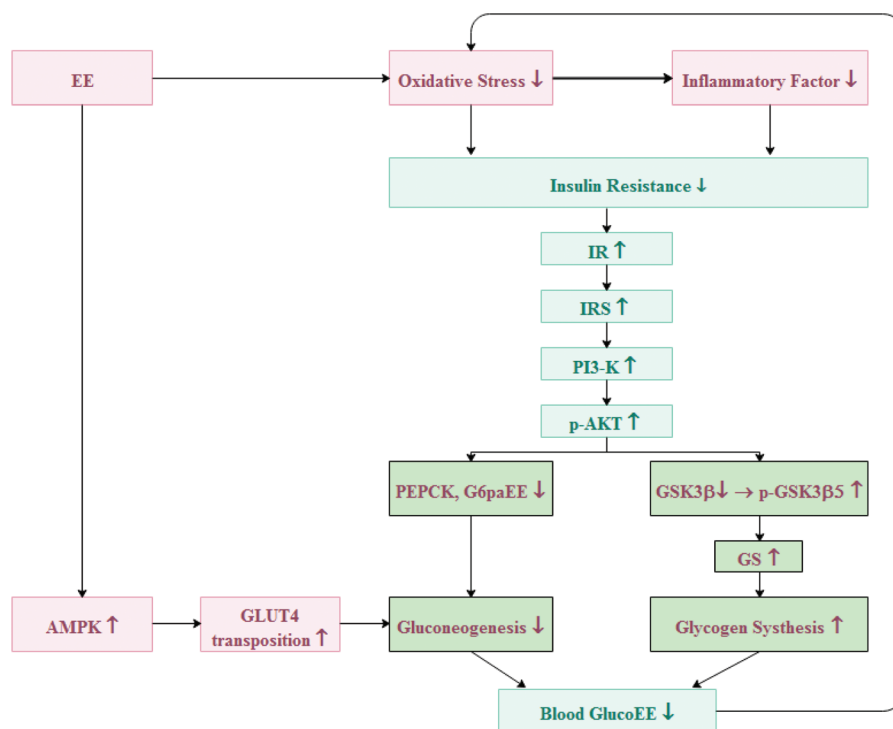 EE
Oxidative Stress ↓
Inflammatory Factor ↓
Insulin Resistance ↓
IR ↑
IRS ↑
PI3-K ↑
p-AKT ↑
PEPCK, G6paEE ↓
GSK3β↓ → p-GSK3β5 ↑
GS ↑
AMPK ↑
GLUT4
transposition ↑
Gluconeogenesis ↓
Glycogen Systhesis ↑
Blood GlucoEE ↓